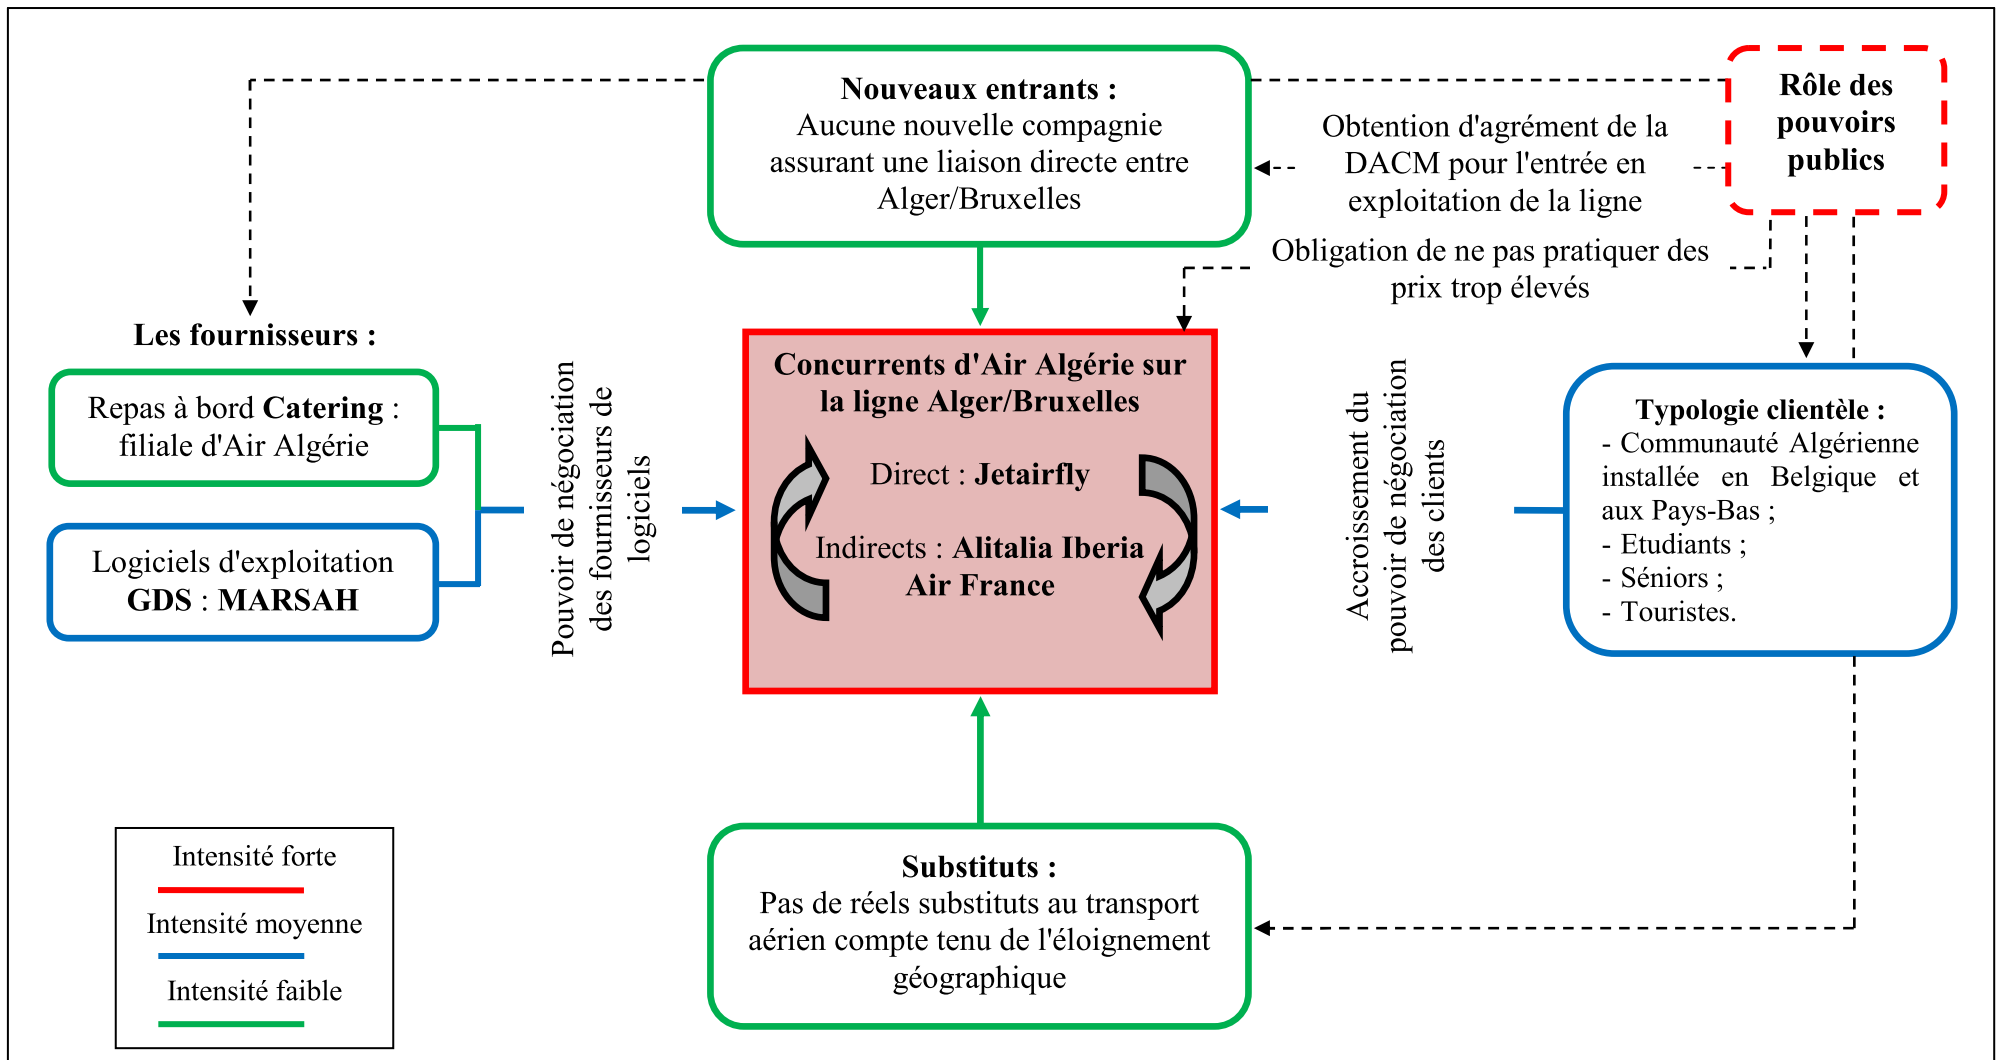 Nouveaux entrants :
Aucune nouvelle compagnie
assurant une liaison directe entre
Alger/Bruxelles
Rôle des
pouvoirs
publics
Obtention d'agrément de la
DACM pour l'entrée en
exploitation de la ligne
Obligation de ne pas pratiquer des
prix trop élevés
Les fournisseurs :
Repas à bord Catering :
filiale d'Air Algérie
Logiciels d'exploitation
GDS : MARSAH
Pouvoir de négociation
des fournisseurs de
logiciels
Concurrents d'Air Algérie sur
la ligne Alger/Bruxelles
Direct : Jetairfly
Indirects : Alitalia Iberia
Air France
Accroissement du
pouvoir de négociation
des clients
Typologie clientèle :
- Communauté Algérienne
installée en Belgique et
aux Pays-Bas ;
- Etudiants ;
- Séniors ;
- Touristes.
Substituts :
Pas de réels substituts au transport
aérien compte tenu de l'éloignement
géographique
Intensité forte
Intensité moyenne
Intensité faible